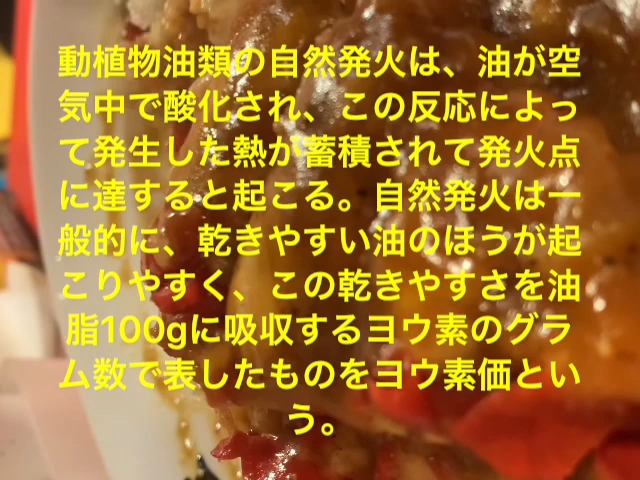 動植物油類の自然発火は、油が空
気中で酸化され、この反応によっ
て発生した熱が蓄積されて発火点
に達すると起こる。自然発火は一
般的に、乾きやすい油のほうが起
こりやすく、この乾きやすさを油
脂100gに吸収するヨウ素のグラ
ム数で表したものをヨウ素価とい
う。